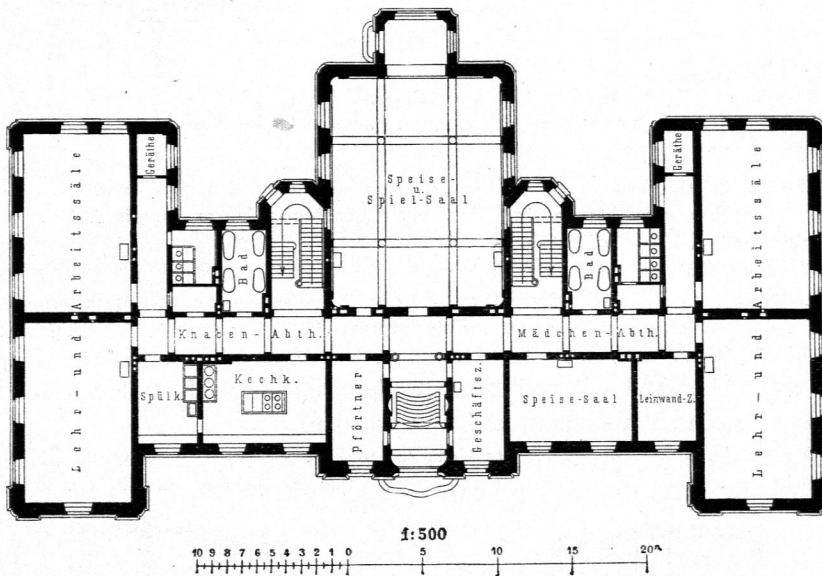 Geräthe
Geräthe
Arbeitssäle
Speise-
u.
Spiel-Saal
Arbeitssäle
Bad
Bad
Knaben-Abth.
Mädchen-Abth.
Lehr-und
Spülk.
Kochk.
Pförtner
Geschäftsz.
Speise-Saal
Leinwand-Z.
Lehr-und
1:500
10 9 8 7 6 5 4 3 2 1 0 5 10 15 20m